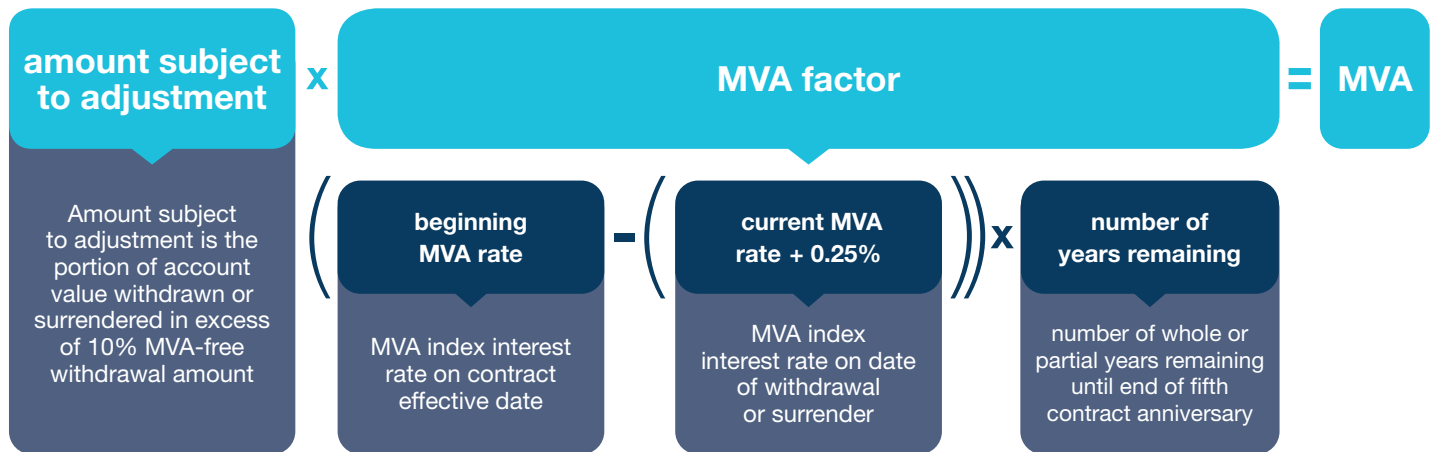 amount subject
to adjustment
x
MVA factor
=
MVA
Amount subject
to adjustment is the
portion of account
value withdrawn or
surrendered in excess
of 10% MVA-free
withdrawal amount
(
beginning
MVA rate
–
(
current MVA
rate + 0.25%
))
x
number of
years remaining
MVA index interest
rate on contract
effective date
MVA index
interest rate on date
of withdrawal
or surrender
number of whole or
partial years remaining
until end of fifth
contract anniversary